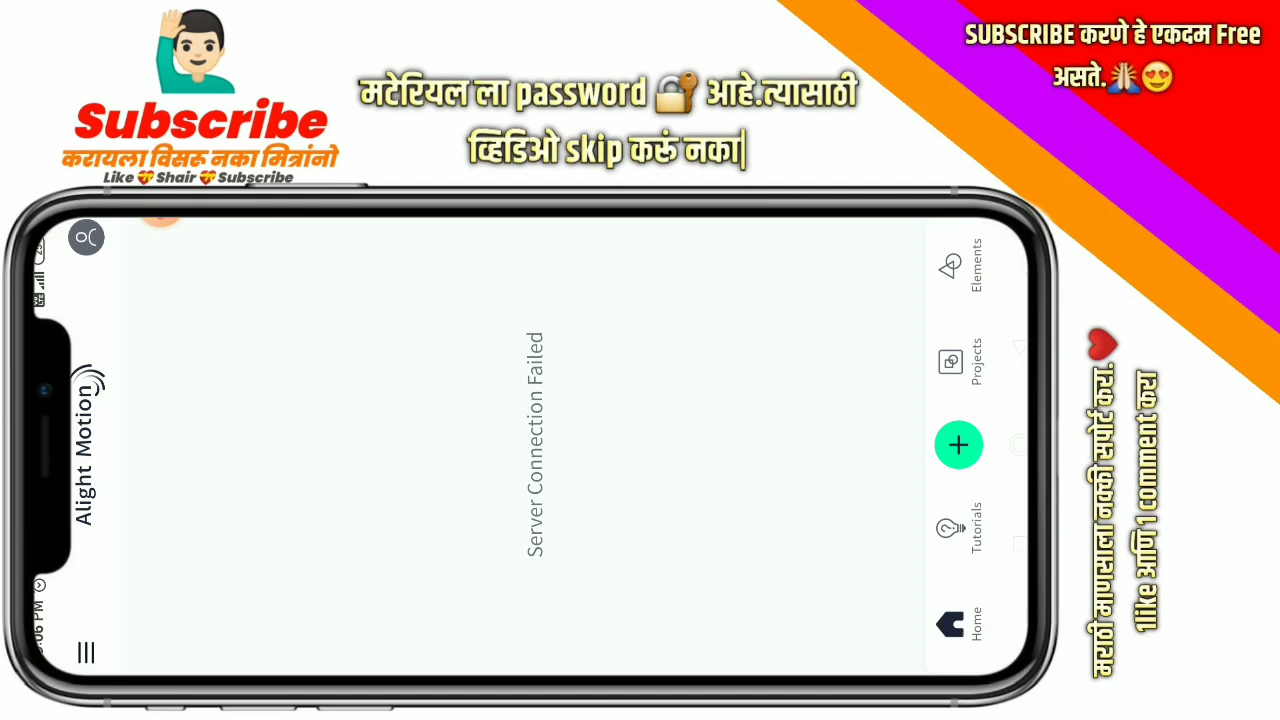 Subscribe
करायला विसरू नका मित्रांनो
Like 💝 Shair 💝 Subscribe
मटेरियल ला password 🔐 आहे.त्यासाठी
व्हिडिओ skip करूं नका|
SUBSCRIBE करणे हे एकदम Free
असते.🙏😍
Alight Motion
Server Connection Failed
Elements
Projects
Tutorials
Home
मराठी माणसाला नक्की सपोर्ट करा.❤
1like आणि 1 comment करा